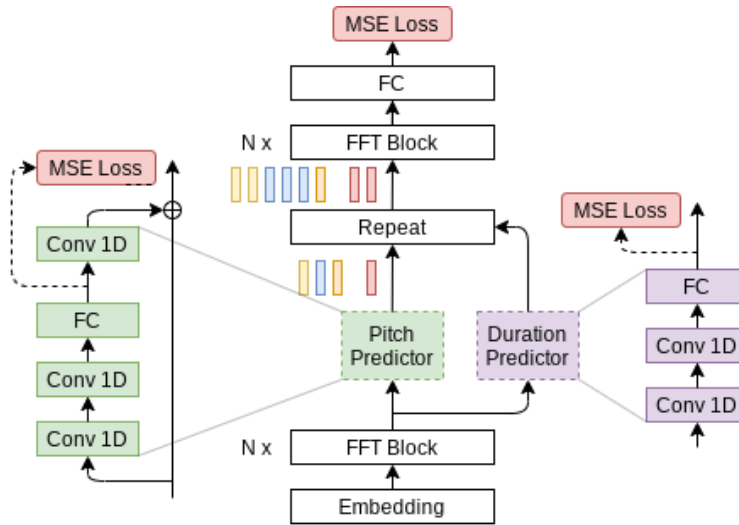 MSE Loss
FC
N x
FFT Block
MSE Loss
MSE Loss
Repeat
Conv 1D
FC
FC
Pitch
Predictor
Duration
Predictor
Conv 1D
Conv 1D
Conv 1D
Conv 1D
N x
FFT Block
Embedding